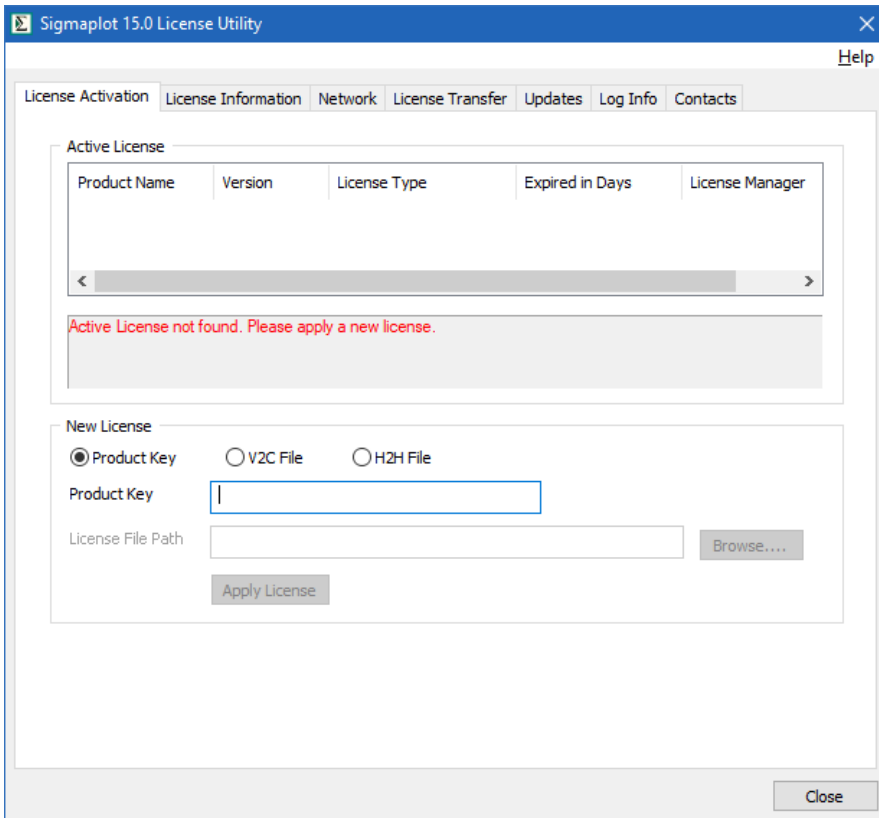 Sigmaplot 15.0 License Utility
Help
License Activation License Information Network License Transfer Updates Log Info Contacts
Active License
Product Name Version License Type Expired in Days License Manager
Active License not found. Please apply a new license.
New License
Product Key V2C File H2H File
Product Key
License File Path Browse....
Apply License
Close